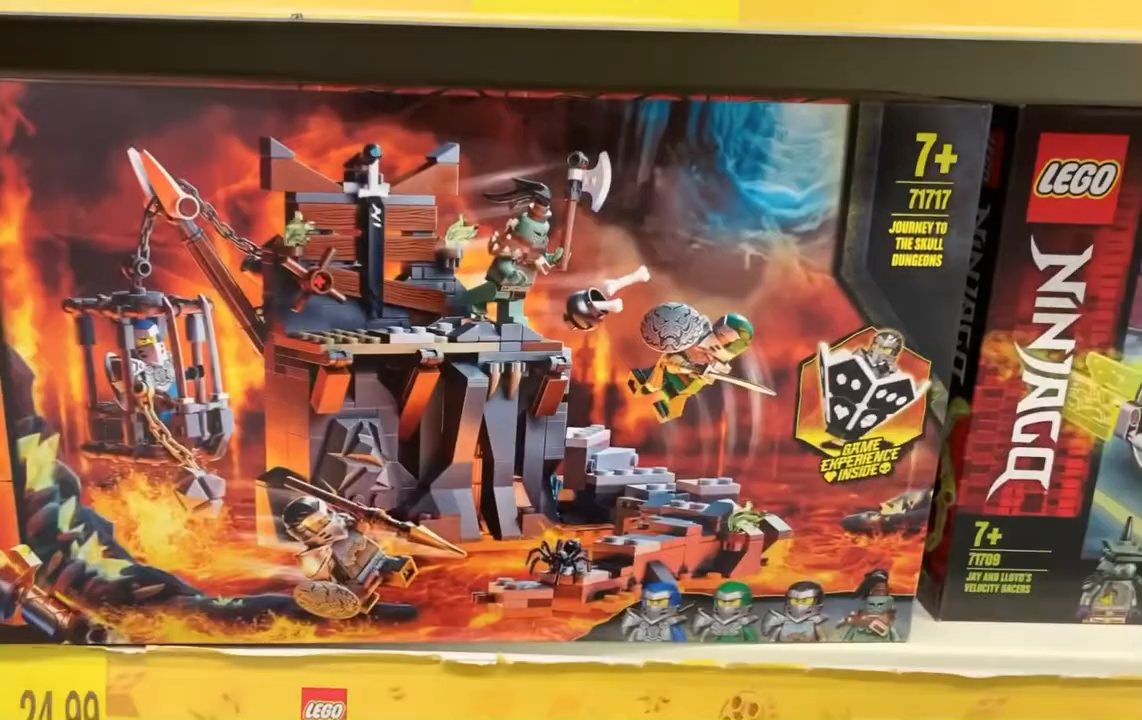 7+
71717
JOURNEY TO
THE SKULL
DUNGEONS
GAME
EXPERIENCE
INSIDE
LEGO
NINJAGO
7+
71709
JAY AND LLOYD'S
VELOCITY RACERS
NINJAGO
24.99
LEGO